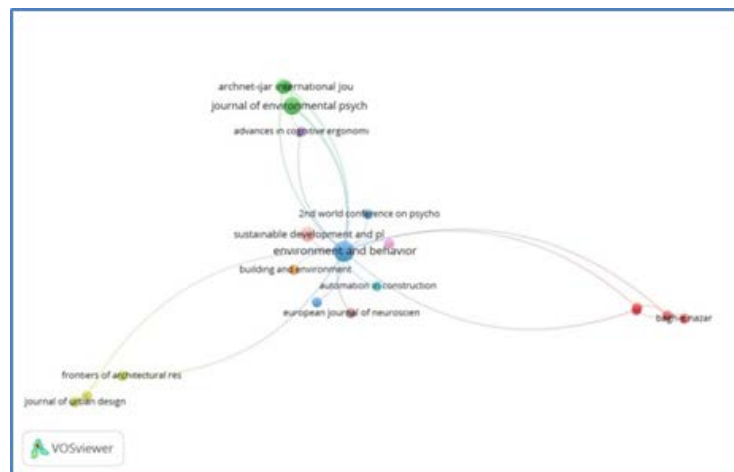 archnet-ijar international jou
journal of environmental psych
advances in cognitive ergonomi
2nd world conference on psycho
sustainable development and pl
environment and behavior
building and environment
automation in construction
european journal of neuroscien
bagh-e nazar
frontiers of architectural res
journal of urban design
VOSviewer